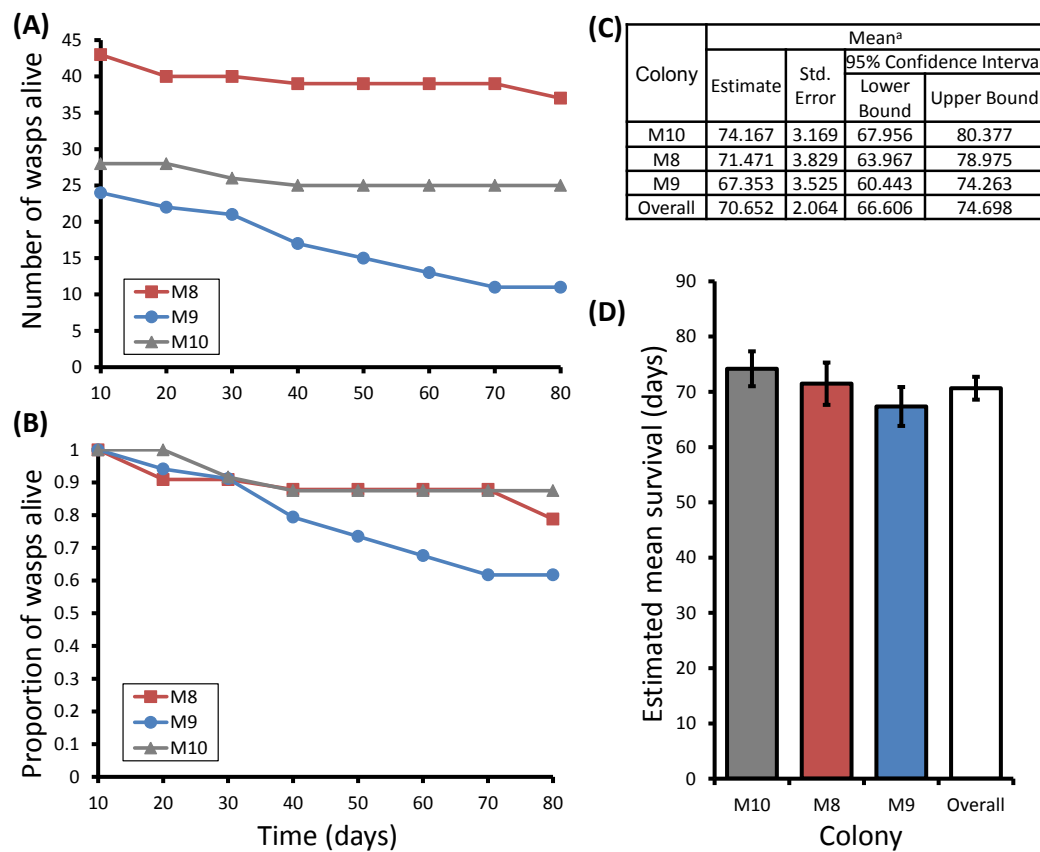 (A)
Number of wasps alive
45
40
35
30
25
20
15
10
5
0
M8
M9
M10
10 20 30 40 50 60 70 80
(B)
Proportion of wasps alive
1
0.9
0.8
0.7
0.6
0.5
0.4
0.3
0.2
0.1
0
M8
M9
M10
10 20 30 40 50 60 70 80
Time (days)
(C)
Colony
Meanᵃ
Estimate
Std. Error
95% Confidence Interva
Lower Bound
Upper Bound
M10 74.167 3.169 67.956 80.377
M8 71.471 3.829 63.967 78.975
M9 67.353 3.525 60.443 74.263
Overall 70.652 2.064 66.606 74.698
(D)
Estimated mean survival (days)
90
80
70
60
50
40
30
20
10
0
M10 M8 M9 Overall
Colony